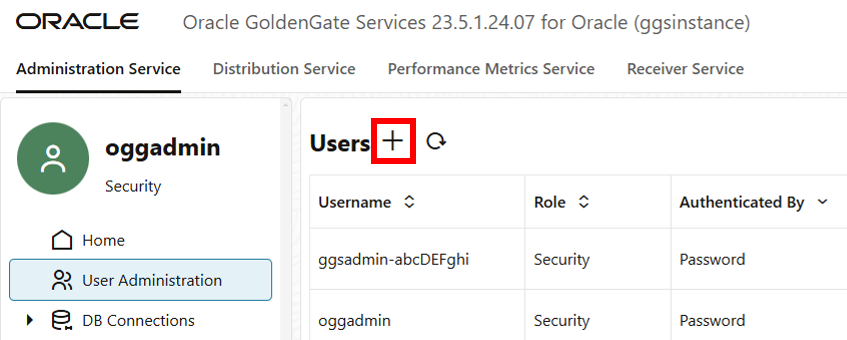 ORACLE Oracle GoldenGate Services 23.5.1.24.07 for Oracle (ggsinstance)
Administration Service Distribution Service Performance Metrics Service Receiver Service
oggadmin
Security
Home
User Administration
DB Connections
Users
Username Role Authenticated By
ggsadmin-abcDEFghi Security Password
oggadmin Security Password